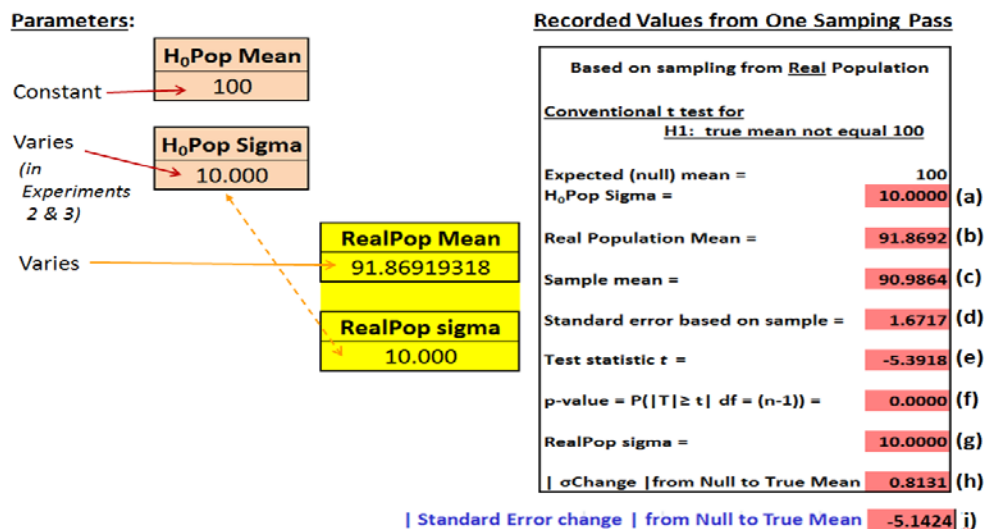 Parameters:
H₀Pop Mean
100
Constant
Varies
(in
Experiments
2 & 3)
H₀Pop Sigma
10.000
Varies
RealPop Mean
91.86919318
RealPop sigma
10.000
Recorded Values from One Samping Pass
Based on sampling from Real Population
Conventional t test for
H1: true mean not equal 100
Expected (null) mean = 100
H₀Pop Sigma = 10.0000 (a)
Real Population Mean = 91.8692 (b)
Sample mean = 90.9864 (c)
Standard error based on sample = 1.6717 (d)
Test statistic t = -5.3918 (e)
p-value = P(|T|≥ t| df = (n-1)) = 0.0000 (f)
RealPop sigma = 10.0000 (g)
| σChange |from Null to True Mean 0.8131 (h)
| Standard Error change | from Null to True Mean -5.1424 i)